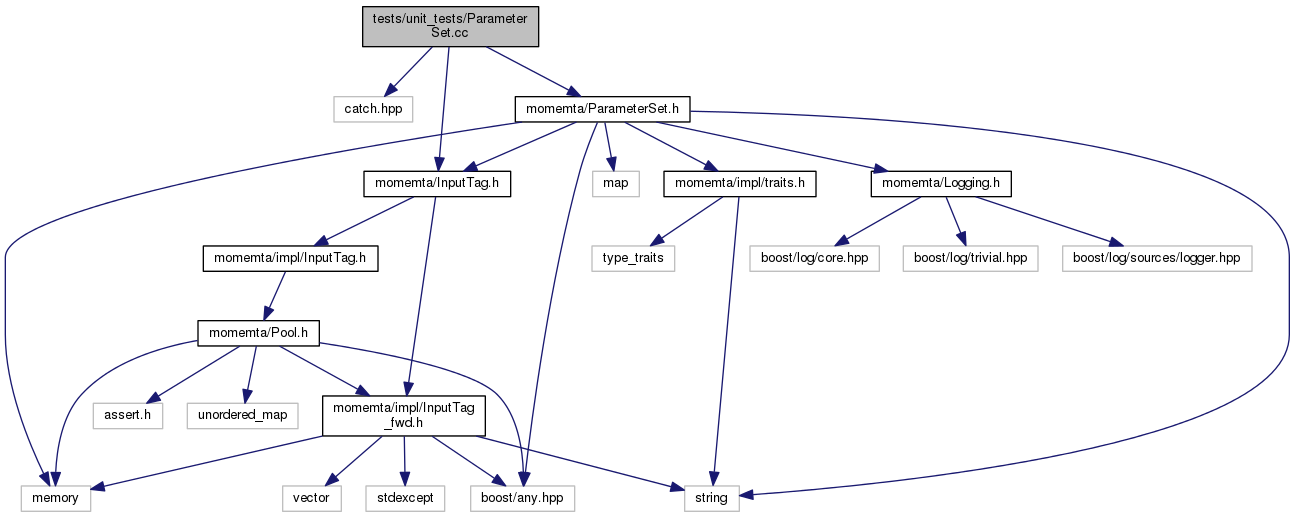 tests/unit_tests/Parameter
Set.cc
catch.hpp
momemta/ParameterSet.h
momemta/InputTag.h
map
momemta/impl/traits.h
momemta/Logging.h
momemta/impl/InputTag.h
type_traits
boost/log/core.hpp
boost/log/trivial.hpp
boost/log/sources/logger.hpp
momemta/Pool.h
assert.h
unordered_map
momemta/impl/InputTag
_fwd.h
memory
vector
stdexcept
boost/any.hpp
string